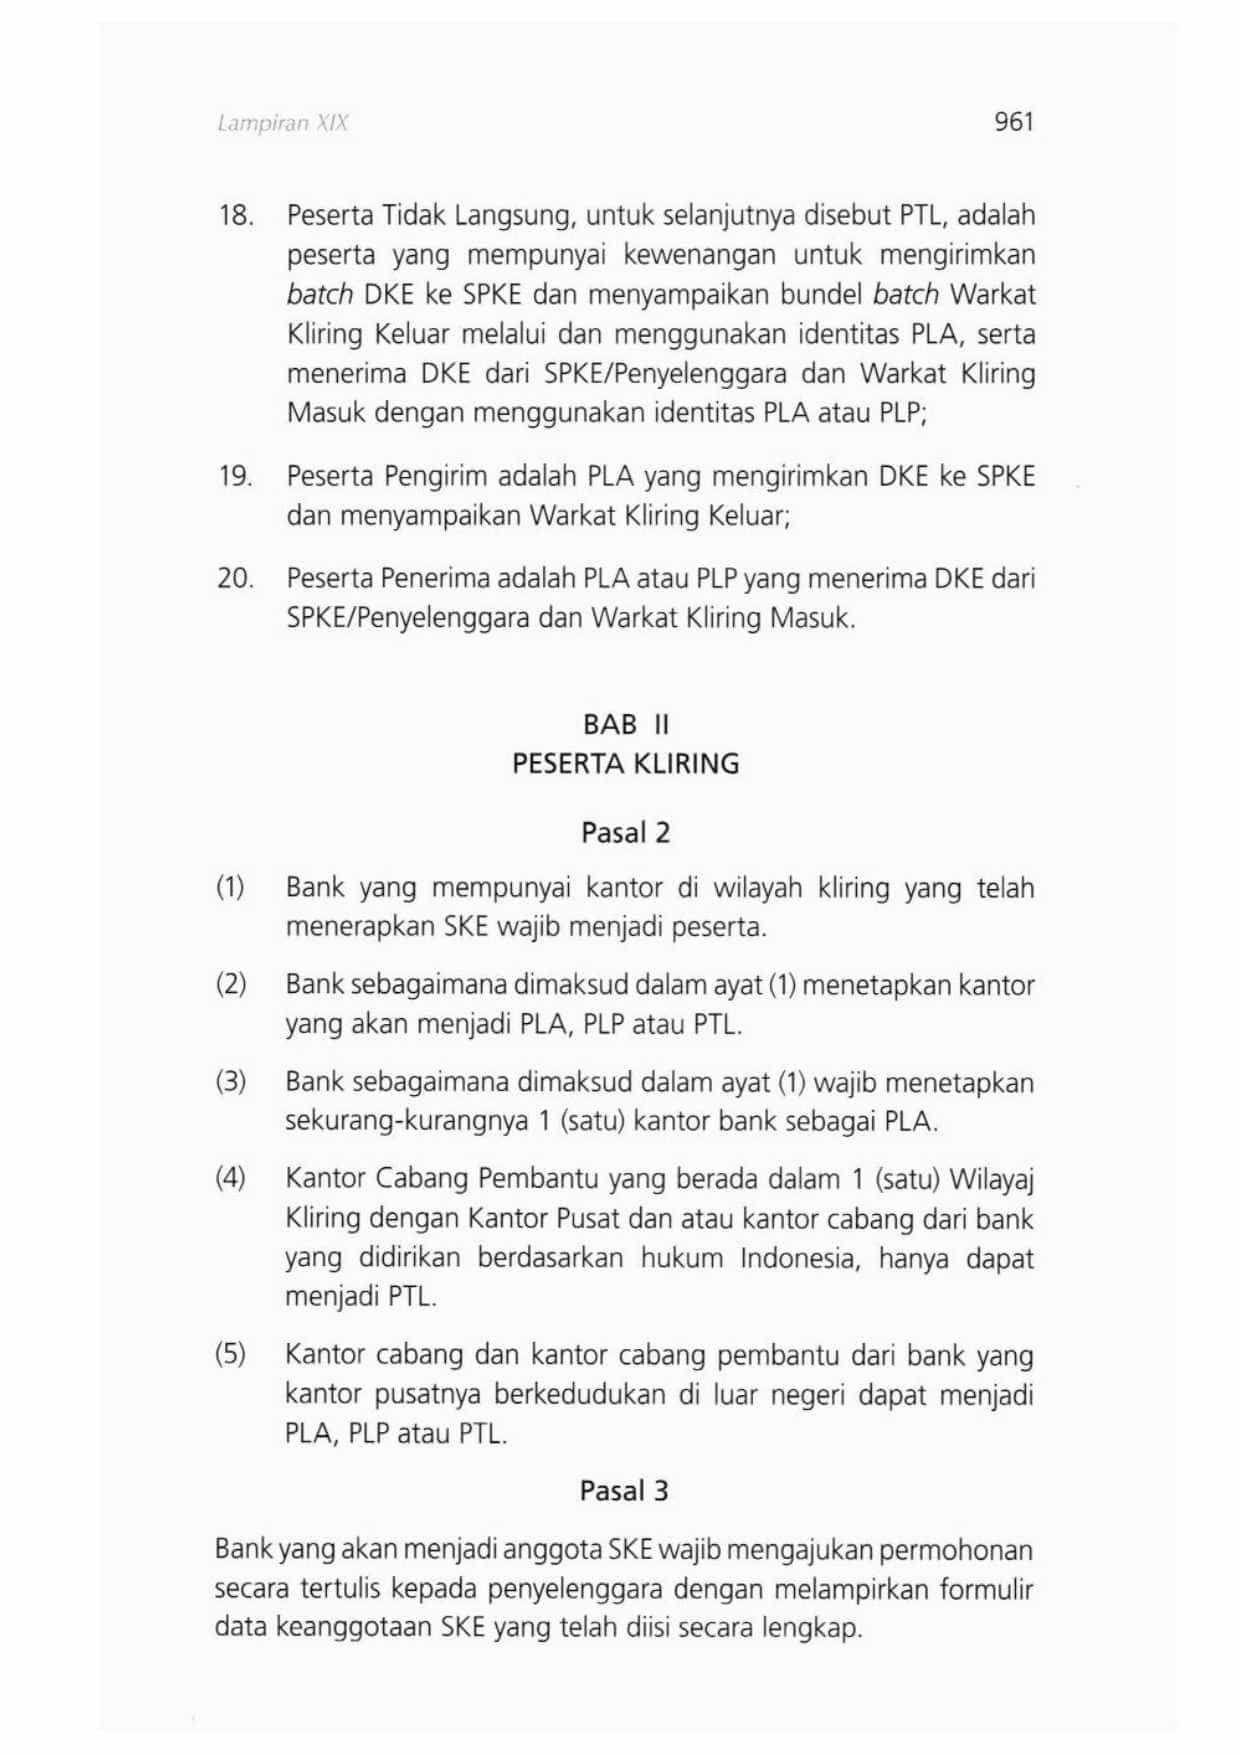 Lampiran XIX 961
18. Peserta Tidak Langsung, untuk selanjutnya disebut PTL, adalah
peserta yang mempunyai kewenangan untuk mengirimkan
batch DKE ke SPKE dan menyampaikan bundel batch Warkat
Kliring Keluar melalui dan menggunakan identitas PLA, serta
menerima DKE dari SPKE/Penyelenggara dan Warkat Kliring
Masuk dengan menggunakan identitas PLA atau PLP;
19. Peserta Pengirim adalah PLA yang mengirimkan DKE ke SPKE
dan menyampaikan Warkat Kliring Keluar;
20. Peserta Penerima adalah PLA atau PLP yang menerima DKE dari
SPKE/Penyelenggara dan Warkat Kliring Masuk.
BAB II
PESERTA KLIRING
Pasal 2
(1) Bank yang mempunyai kantor di wilayah kliring yang telah
menerapkan SKE wajib menjadi peserta.
(2) Bank sebagaimana dimaksud dalam ayat (1) menetapkan kantor
yang akan menjadi PLA, PLP atau PTL.
(3) Bank sebagaimana dimaksud dalam ayat (1) wajib menetapkan
sekurang-kurangnya 1 (satu) kantor bank sebagai PLA.
(4) Kantor Cabang Pembantu yang berada dalam 1 (satu) Wilayaj
Kliring dengan Kantor Pusat dan atau kantor cabang dari bank
yang didirikan berdasarkan hukum Indonesia, hanya dapat
menjadi PTL.
(5) Kantor cabang dan kantor cabang pembantu dari bank yang
kantor pusatnya berkedudukan di luar negeri dapat menjadi
PLA, PLP atau PTL.
Pasal 3
Bank yang akan menjadi anggota SKE wajib mengajukan permohonan
secara tertulis kepada penyelenggara dengan melampirkan formulir
data keanggotaan SKE yang telah diisi secara lengkap.